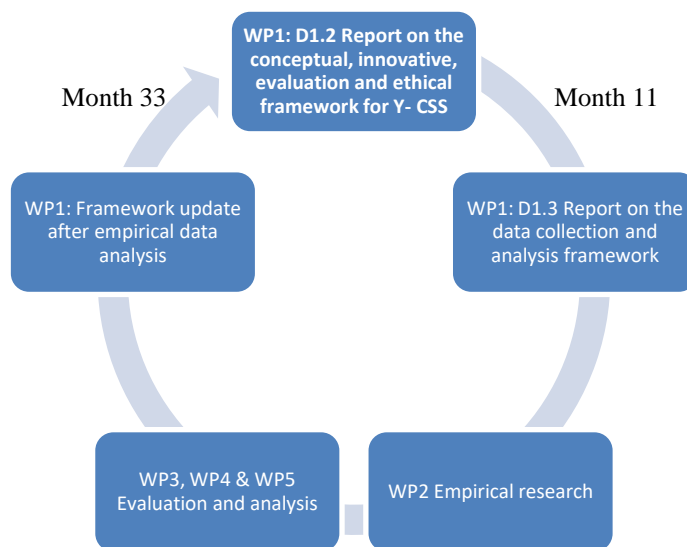 WP1: D1.2 Report on the
conceptual, innovative,
evaluation and ethical
framework for Y- CSS
Month 33
Month 11
WP1: Framework update
after empirical data
analysis
WP1: D1.3 Report on the
data collection and
analysis framework
WP3, WP4 & WP5
Evaluation and analysis
WP2 Empirical research